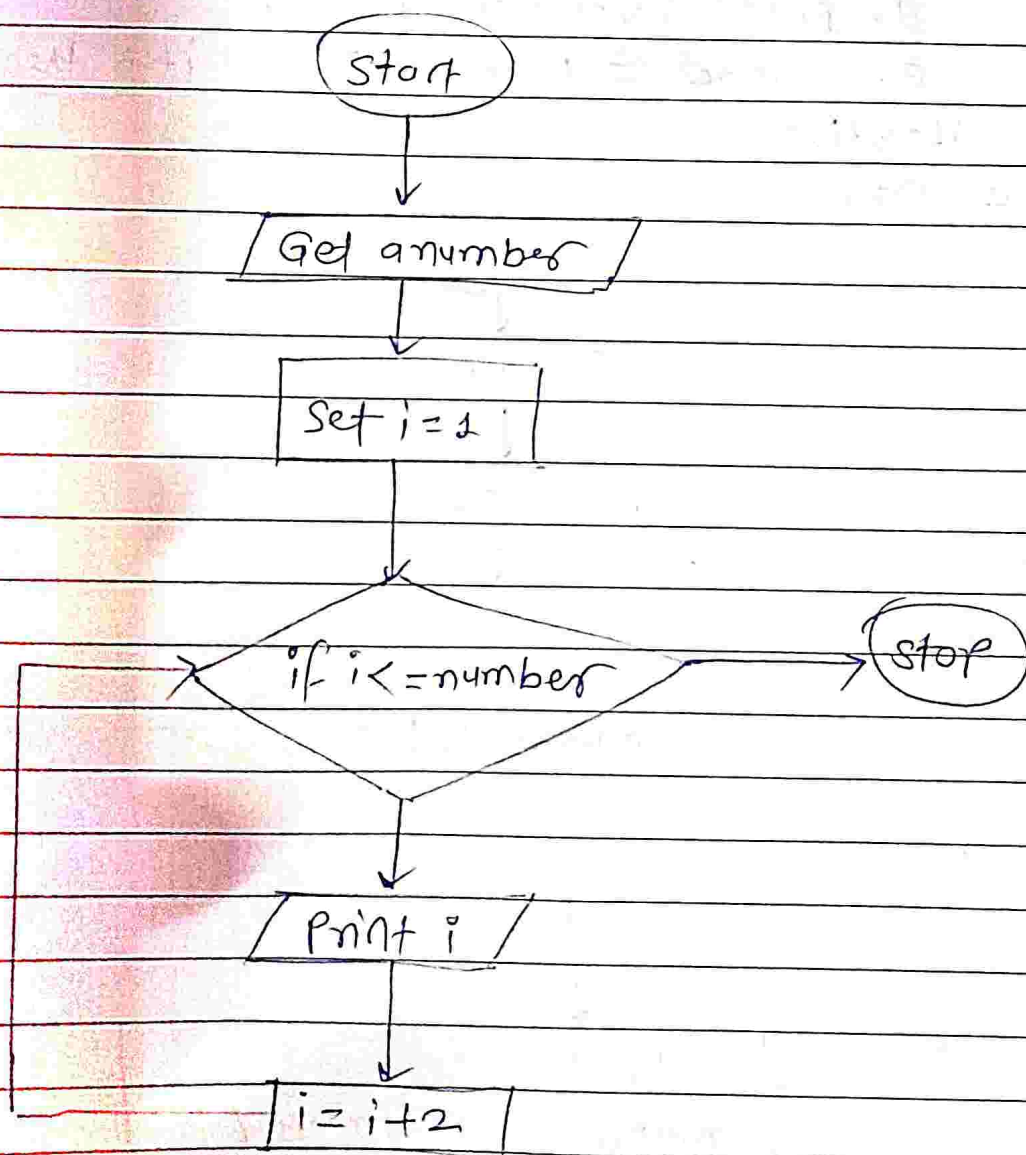 Start
Get a number
Set i = 1
if i <= number
Stop
Print i
i = i + 2